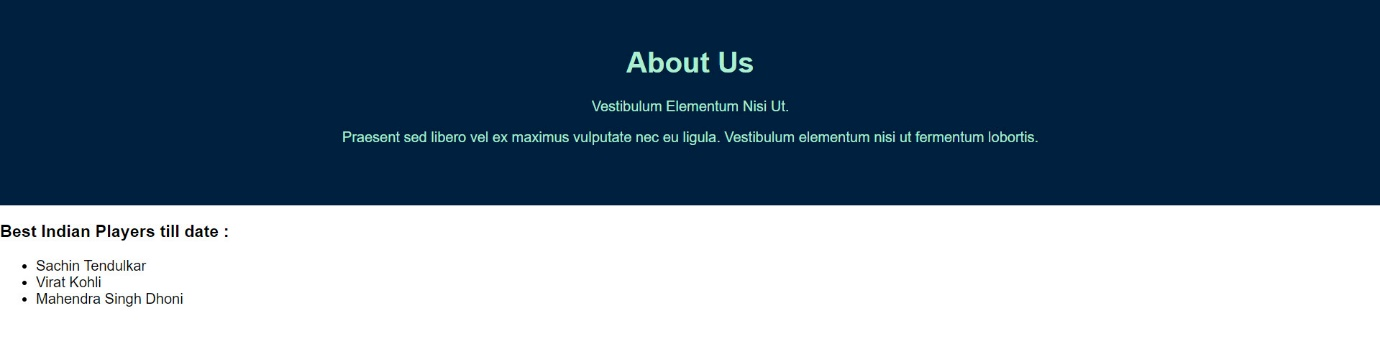 About Us
Vestibulum Elementum Nisi Ut.
Praesent sed libero vel ex maximus vulputate nec eu ligula. Vestibulum elementum nisi ut fermentum lobortis.
Best Indian Players till date :
• Sachin Tendulkar
• Virat Kohli
• Mahendra Singh Dhoni